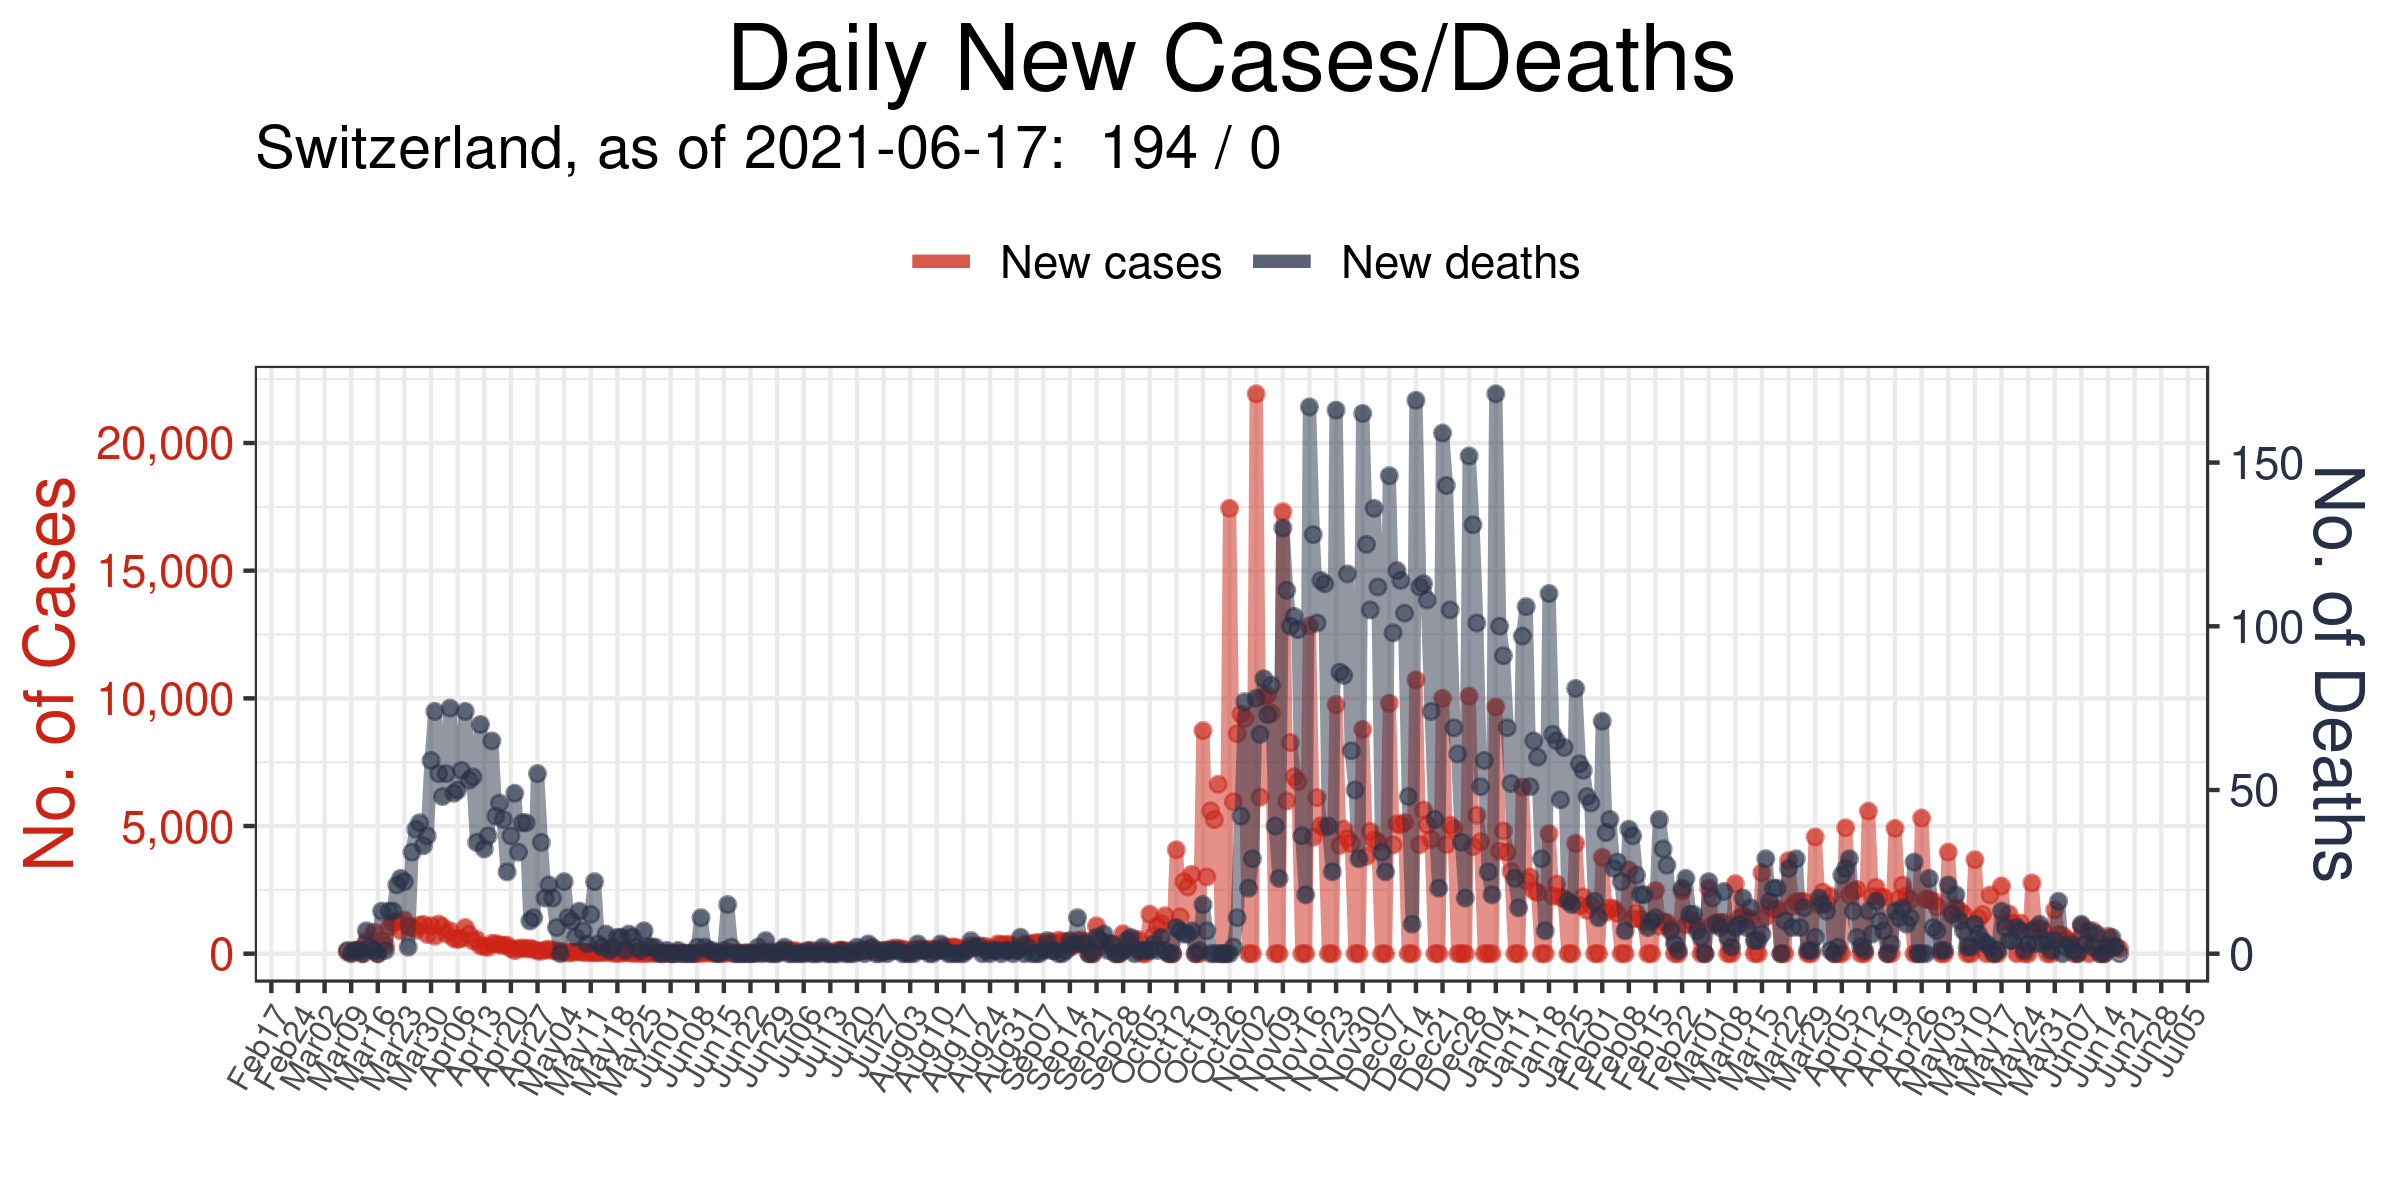 Daily New Cases/Deaths
Switzerland, as of 2021-06-17:  194 / 0
New cases
New deaths
No. of Cases
20,000
15,000
10,000
5,000
0
150
100
50
0
No. of Deaths
Feb17
Feb24
Mar02
Mar09
Mar16
Mar23
Mar30
Apr06
Apr13
Apr20
Apr27
May04
May11
May18
May25
Jun01
Jun08
Jun15
Jun22
Jun29
Jul06
Jul13
Jul20
Jul27
Aug03
Aug10
Aug17
Aug24
Aug31
Sep07
Sep14
Sep21
Sep28
Oct05
Oct12
Oct19
Oct26
Nov02
Nov09
Nov16
Nov23
Nov30
Dec07
Dec14
Dec21
Dec28
Jan04
Jan11
Jan18
Jan25
Feb01
Feb08
Feb15
Feb22
Mar01
Mar08
Mar15
Mar22
Mar29
Apr05
Apr12
Apr19
Apr26
May03
May10
May17
May24
May31
Jun07
Jun14
Jun21
Jun28
Jul05